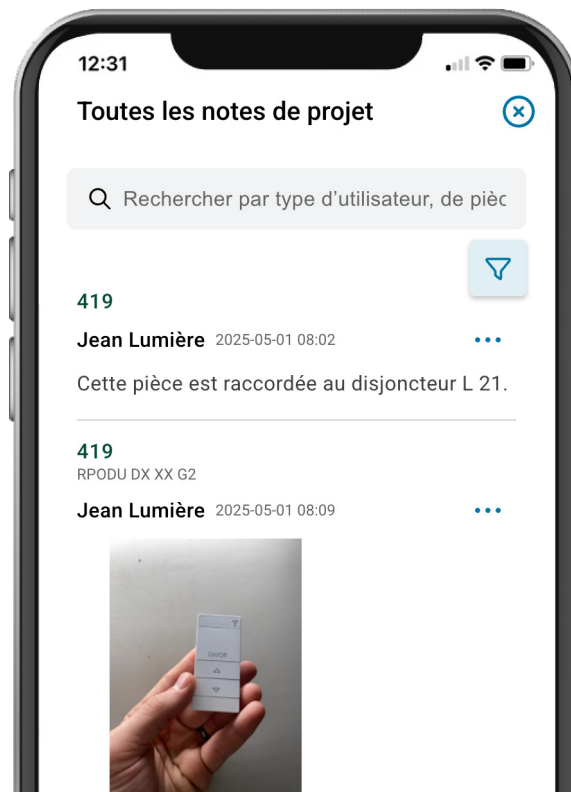 12:31
Toutes les notes de projet
Rechercher par type d’utilisateur, de pièc
419
Jean Lumière 2025-05-01 08:02
Cette pièce est raccordée au disjoncteur L 21.
419
RPODU DX XX G2
Jean Lumière 2025-05-01 08:09
On/Off